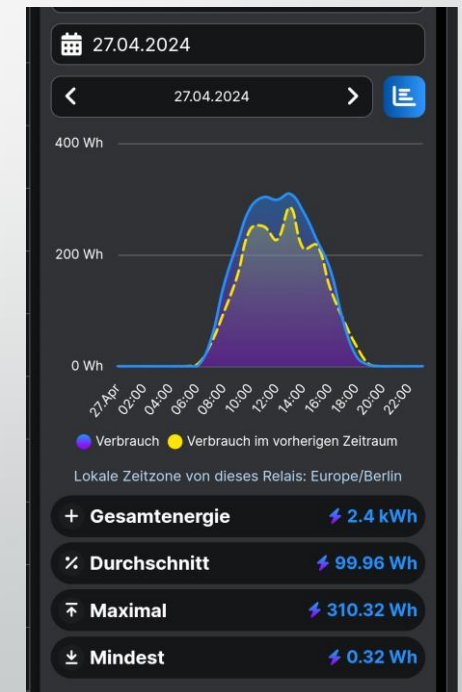 27.04.2024
27.04.2024
400 Wh
200 Wh
0 Wh
27.Apr 02:00 04:00 06:00 08:00 10:00 12:00 14:00 16:00 18:00 20:00 22:00
Verbrauch Verbrauch im vorherigen Zeitraum
Lokale Zeitzone von dieses Relais: Europe/Berlin
Gesamtenergie 2.4 kWh
Durchschnitt 99.96 Wh
Maximal 310.32 Wh
Mindest 0.32 Wh